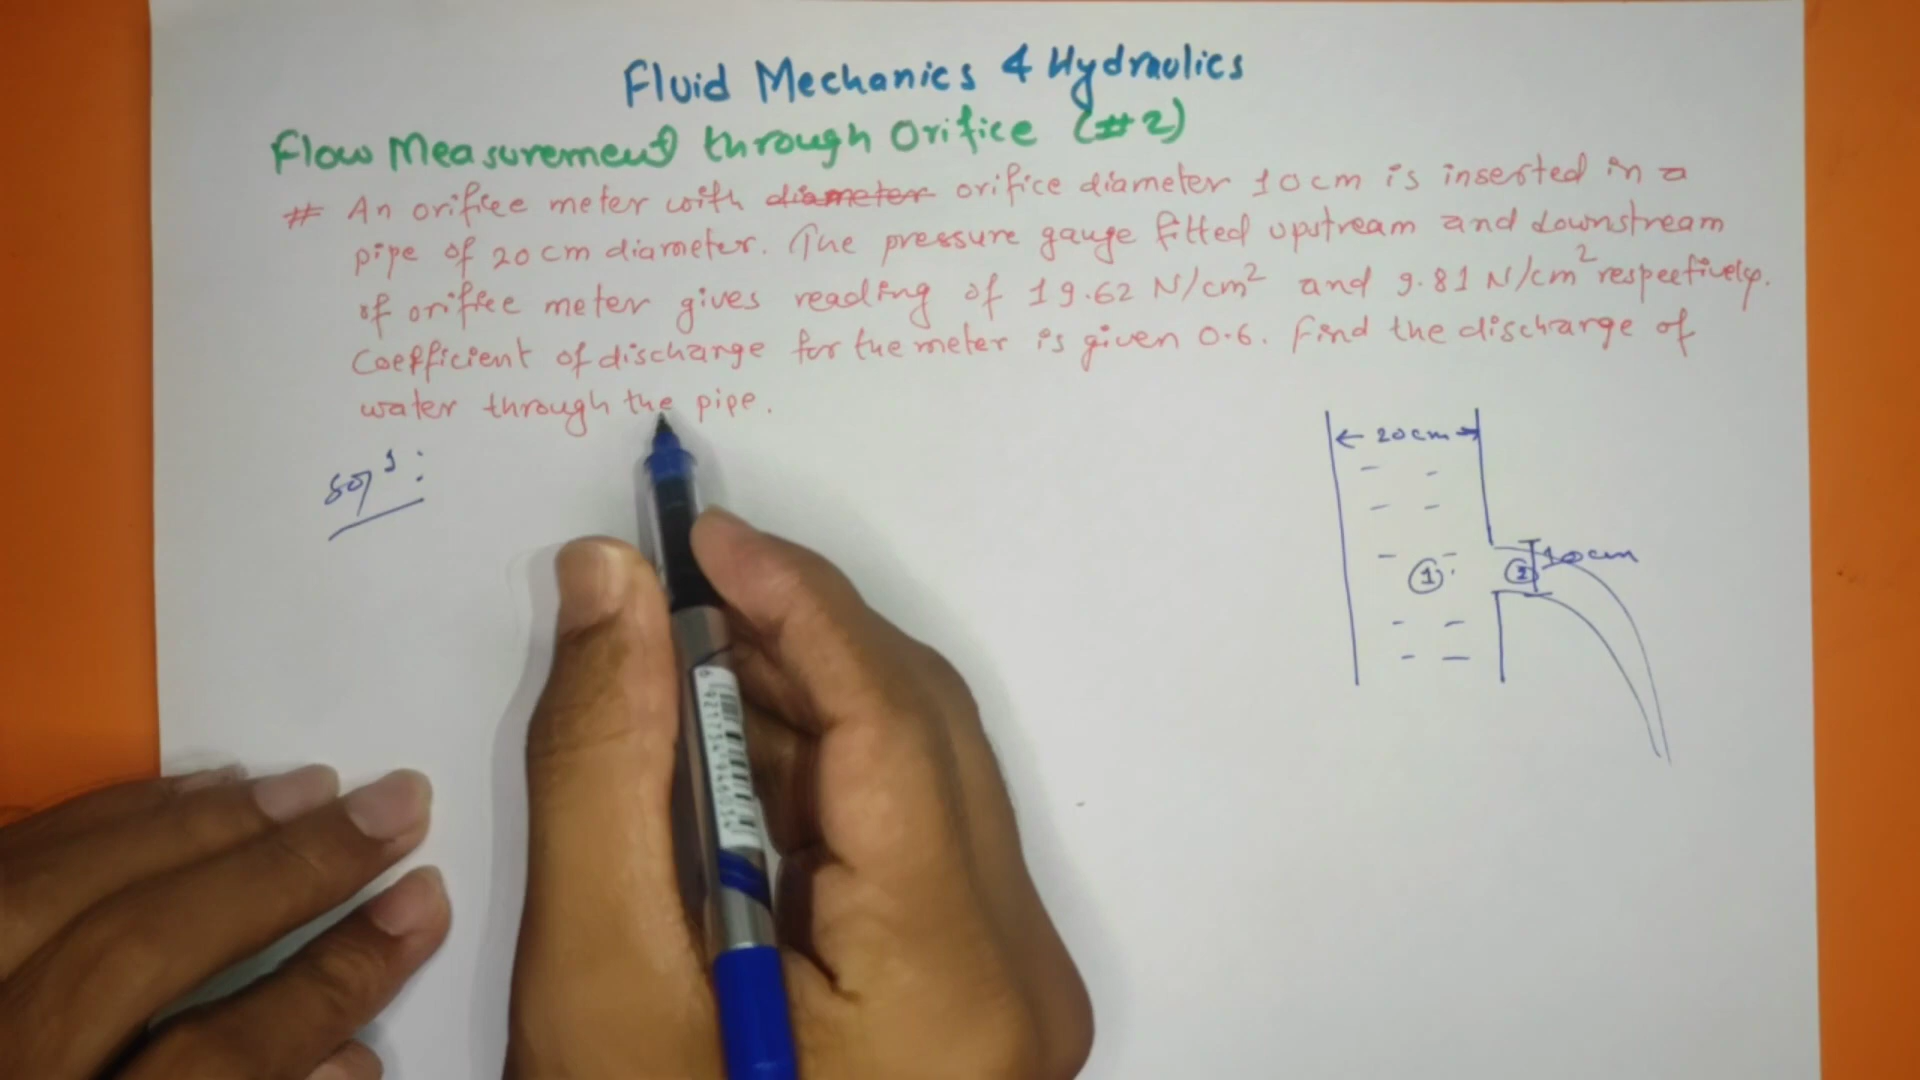 Fluid Mechanics & Hydraulics
Flow Measurement through Orifice (#2)
# An orifice meter with diameter orifice diameter 10cm is inserted in a
pipe of 20 cm diameter. The pressure gauge fitted upstream and downstream
of orifice meter gives reading of 19.62 N/cm² and 9.81 N/cm² respectively.
Coefficient of discharge for the meter is given 0.6. Find the discharge of
water through the pipe.
20cm
10cm
1
2